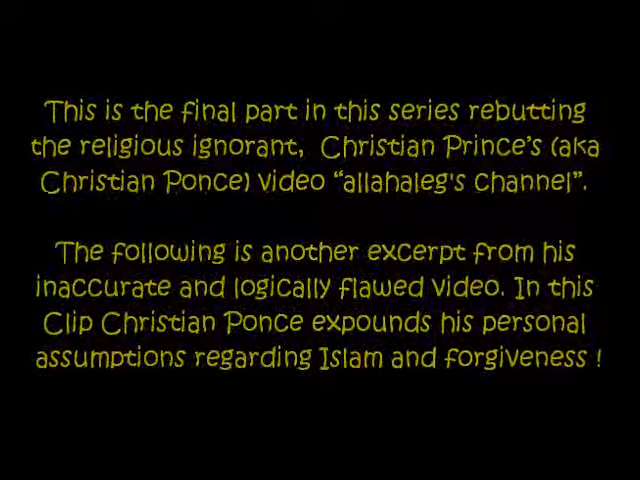 This is the final part in this series rebutting
the religious ignorant, Christian Prince's (aka
Christian Ponce) video “allahaleg's channel”.
The following is another excerpt from his
inaccurate and logically flawed video. In this
Clip Christian Ponce expounds his personal
assumptions regarding Islam and forgiveness !